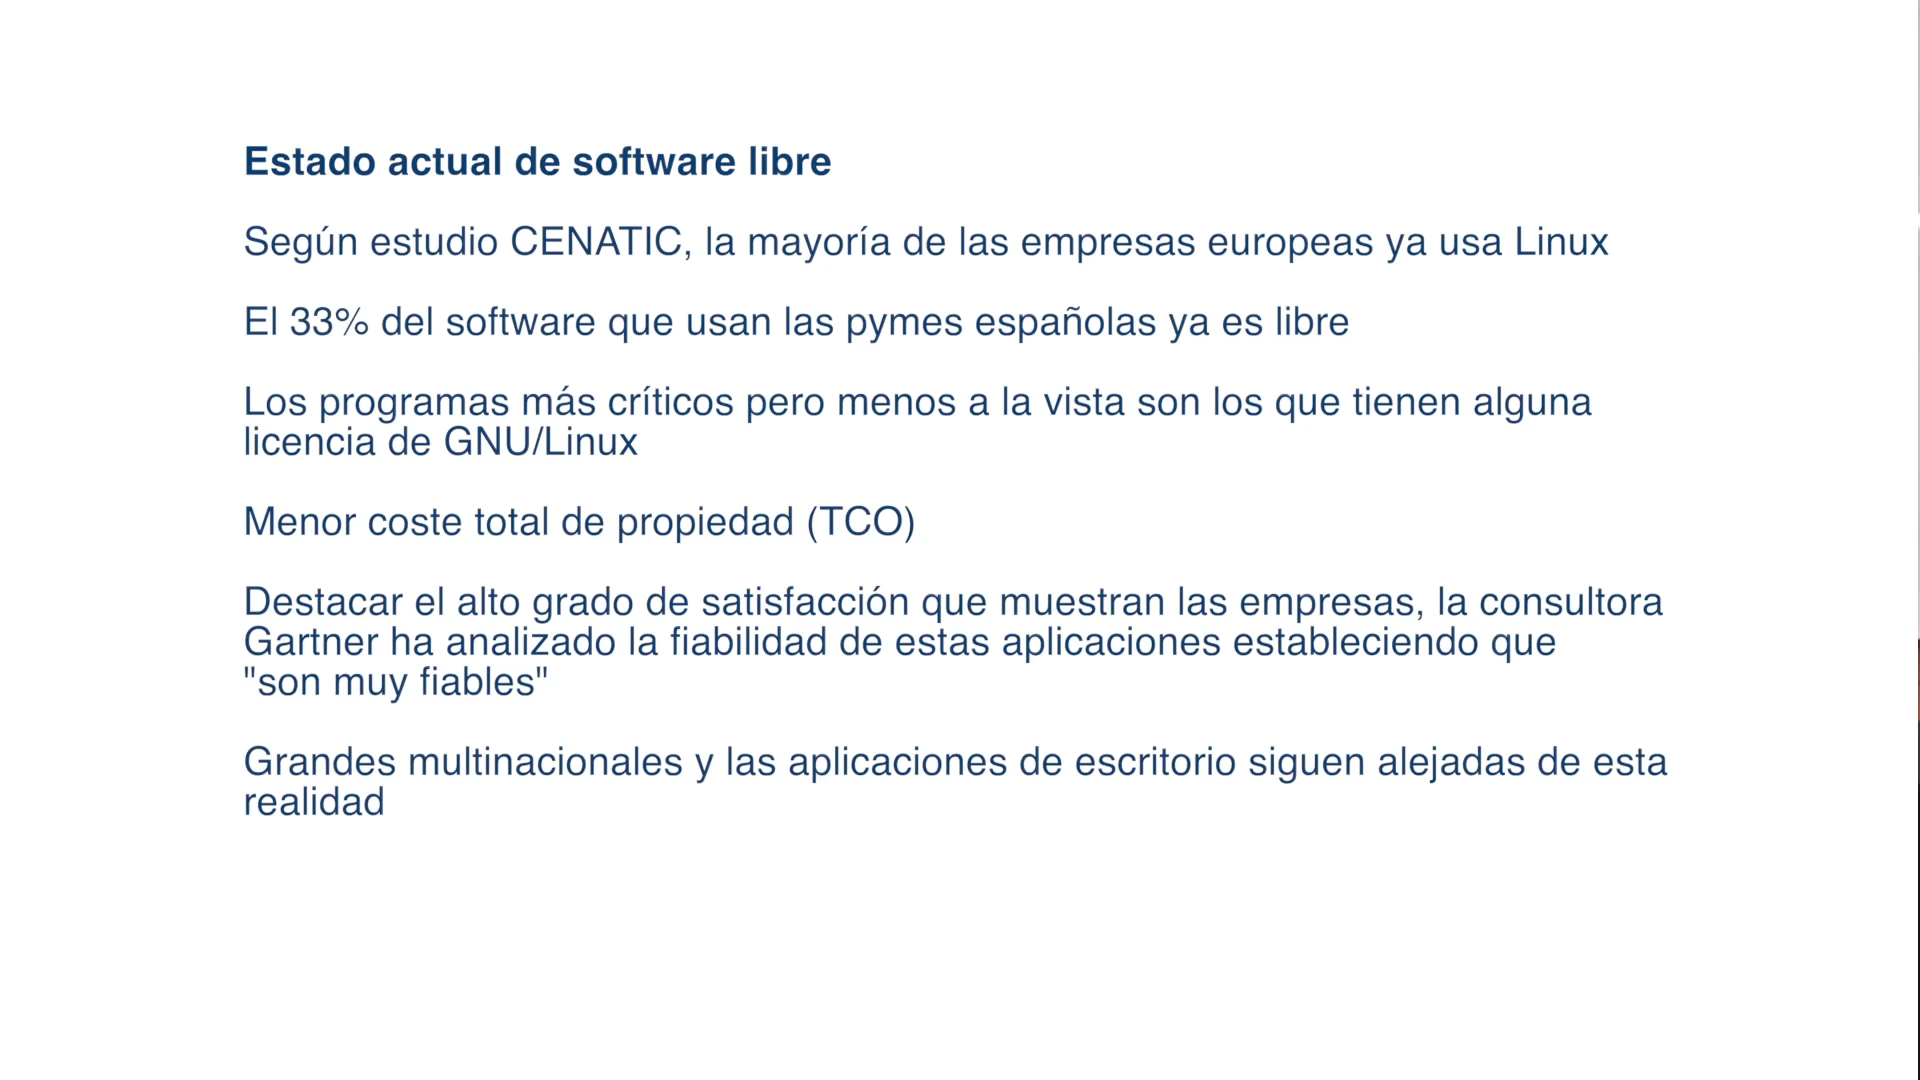 Estado actual de software libre
Según estudio CENATIC, la mayoría de las empresas europeas ya usa Linux
El 33% del software que usan las pymes españolas ya es libre
Los programas más críticos pero menos a la vista son los que tienen alguna
licencia de GNU/Linux
Menor coste total de propiedad (TCO)
Destacar el alto grado de satisfacción que muestran las empresas, la consultora
Gartner ha analizado la fiabilidad de estas aplicaciones estableciendo que
"son muy fiables"
Grandes multinacionales y las aplicaciones de escritorio siguen alejadas de esta
realidad